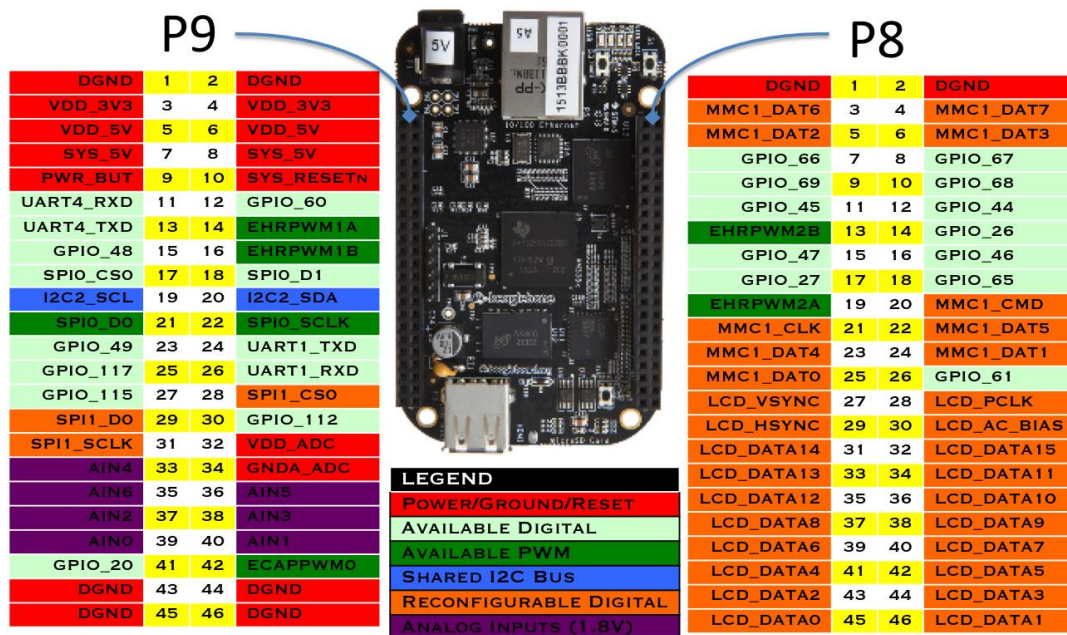 P9
P8
DGND 1 2 DGND
VDD_3V3 3 4 VDD_3V3
VDD_5V 5 6 VDD_5V
SYS_5V 7 8 SYS_5V
PWR_BUT 9 10 SYS_RESETN
UART4_RXD 11 12 GPIO_60
UART4_TXD 13 14 EHRPWM1A
GPIO_48 15 16 EHRPWM1B
SPI0_CS0 17 18 SPI0_D1
I2C2_SCL 19 20 I2C2_SDA
SPI0_D0 21 22 SPI0_SCLK
GPIO_49 23 24 UART1_TXD
GPIO_117 25 26 UART1_RXD
GPIO_115 27 28 SPI1_CS0
SPI1_D0 29 30 GPIO_112
SPI1_SCLK 31 32 VDD_ADC
AIN4 33 34 GNDA_ADC
AIN6 35 36 AIN5
AIN2 37 38 AIN3
AIN0 39 40 AIN1
GPIO_20 41 42 ECAPPWM0
DGND 43 44 DGND
DGND 45 46 DGND
A5
A5
1513BBBK0001
10/100 Ethernet
beaglebone
microSD Card
LEGEND
POWER/GROUND/RESET
AVAILABLE DIGITAL
AVAILABLE PWM
SHARED I2C BUS
RECONFIGURABLE DIGITAL
ANALOG INPUTS (1.8V)
DGND 1 2 DGND
MMC1_DAT6 3 4 MMC1_DAT7
MMC1_DAT2 5 6 MMC1_DAT3
GPIO_66 7 8 GPIO_67
GPIO_69 9 10 GPIO_68
GPIO_45 11 12 GPIO_44
EHRPWM2B 13 14 GPIO_26
GPIO_47 15 16 GPIO_46
GPIO_27 17 18 GPIO_65
EHRPWM2A 19 20 MMC1_CMD
MMC1_CLK 21 22 MMC1_DAT5
MMC1_DAT4 23 24 MMC1_DAT1
MMC1_DAT0 25 26 GPIO_61
LCD_VSYNC 27 28 LCD_PCLK
LCD_HSYNC 29 30 LCD_AC_BIAS
LCD_DATA14 31 32 LCD_DATA15
LCD_DATA13 33 34 LCD_DATA11
LCD_DATA12 35 36 LCD_DATA10
LCD_DATA8 37 38 LCD_DATA9
LCD_DATA6 39 40 LCD_DATA7
LCD_DATA4 41 42 LCD_DATA5
LCD_DATA2 43 44 LCD_DATA3
LCD_DATA0 45 46 LCD_DATA1